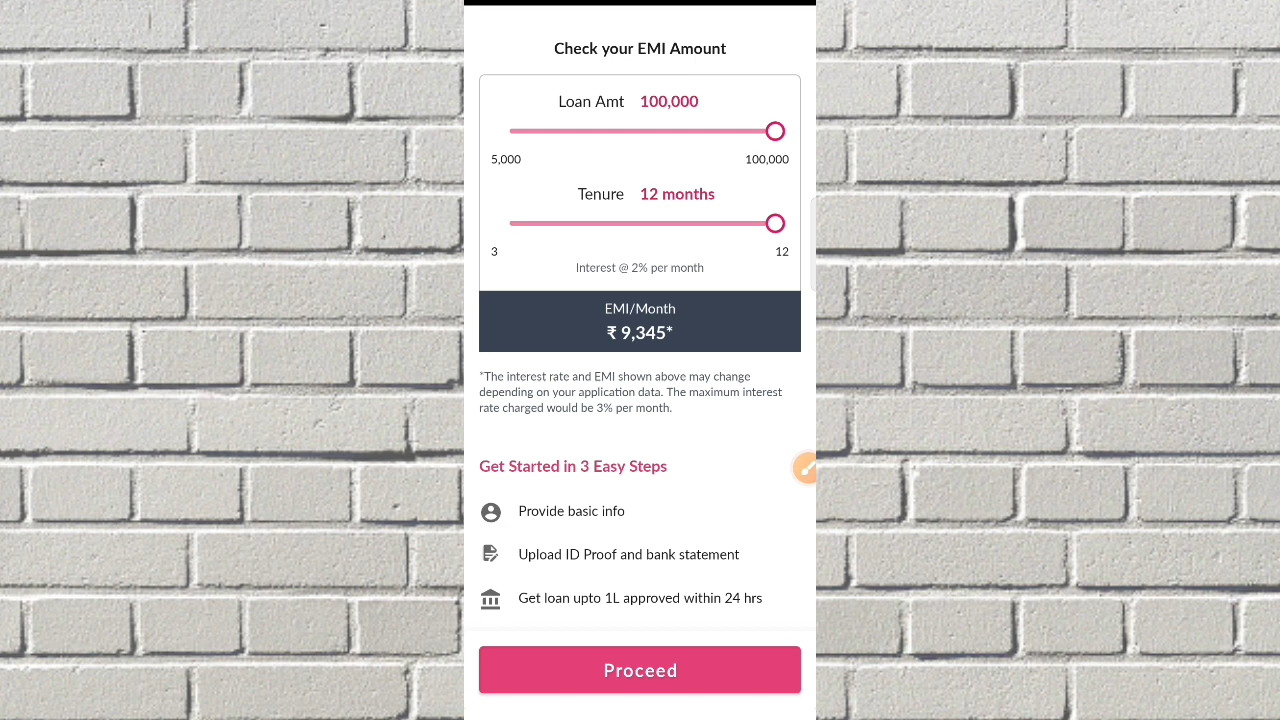 Check your EMI Amount
Loan Amt 100,000
5,000 100,000
Tenure 12 months
3 12
Interest @ 2% per month
EMI/Month
₹ 9,345*
*The interest rate and EMI shown above may change
depending on your application data. The maximum interest
rate charged would be 3% per month.
Get Started in 3 Easy Steps
Provide basic info
Upload ID Proof and bank statement
Get loan upto 1L approved within 24 hrs
Proceed